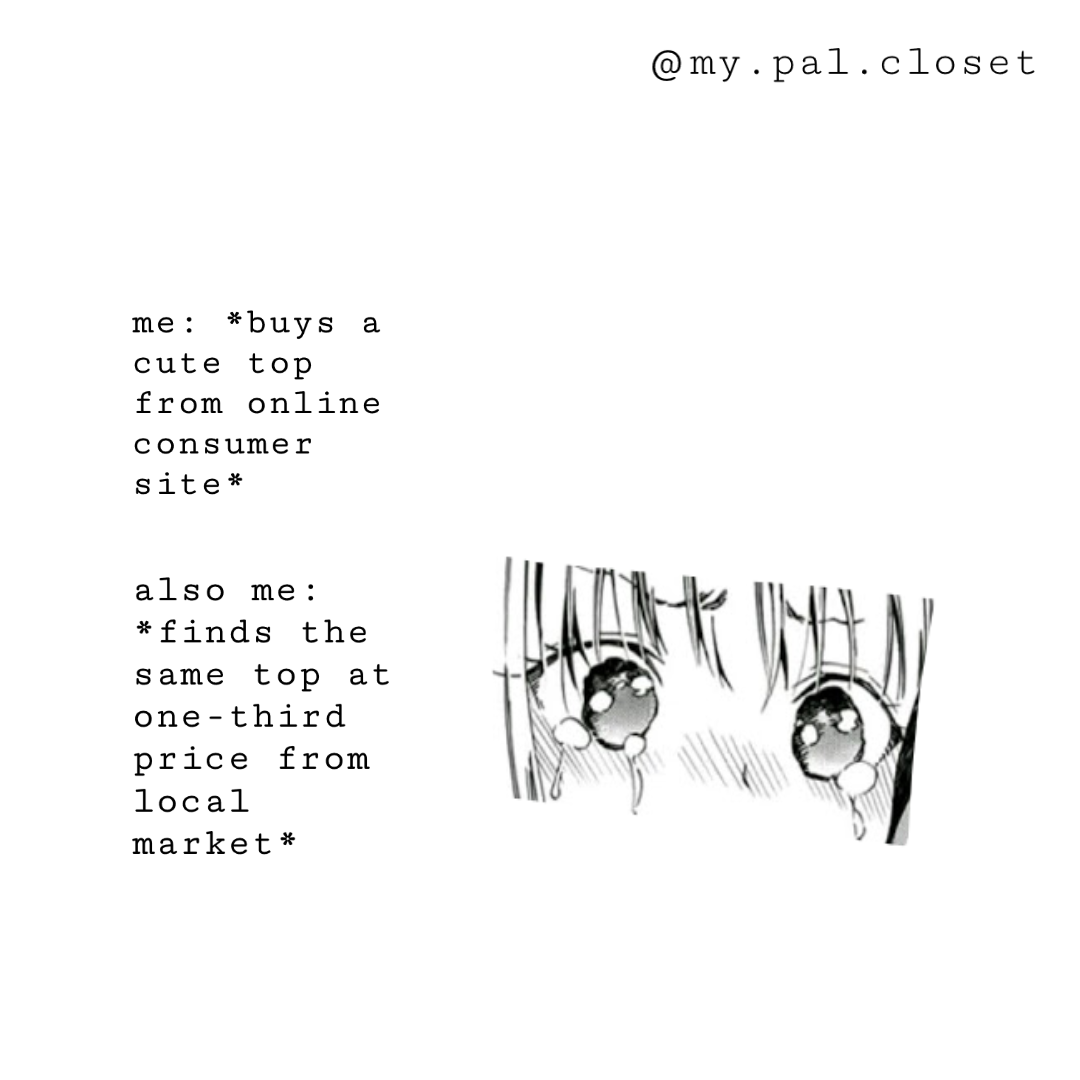 @my.pal.closet
me: *buys a
cute top
from online
consumer
site*
also me:
*finds the
same top at
one-third
price from
local
market*